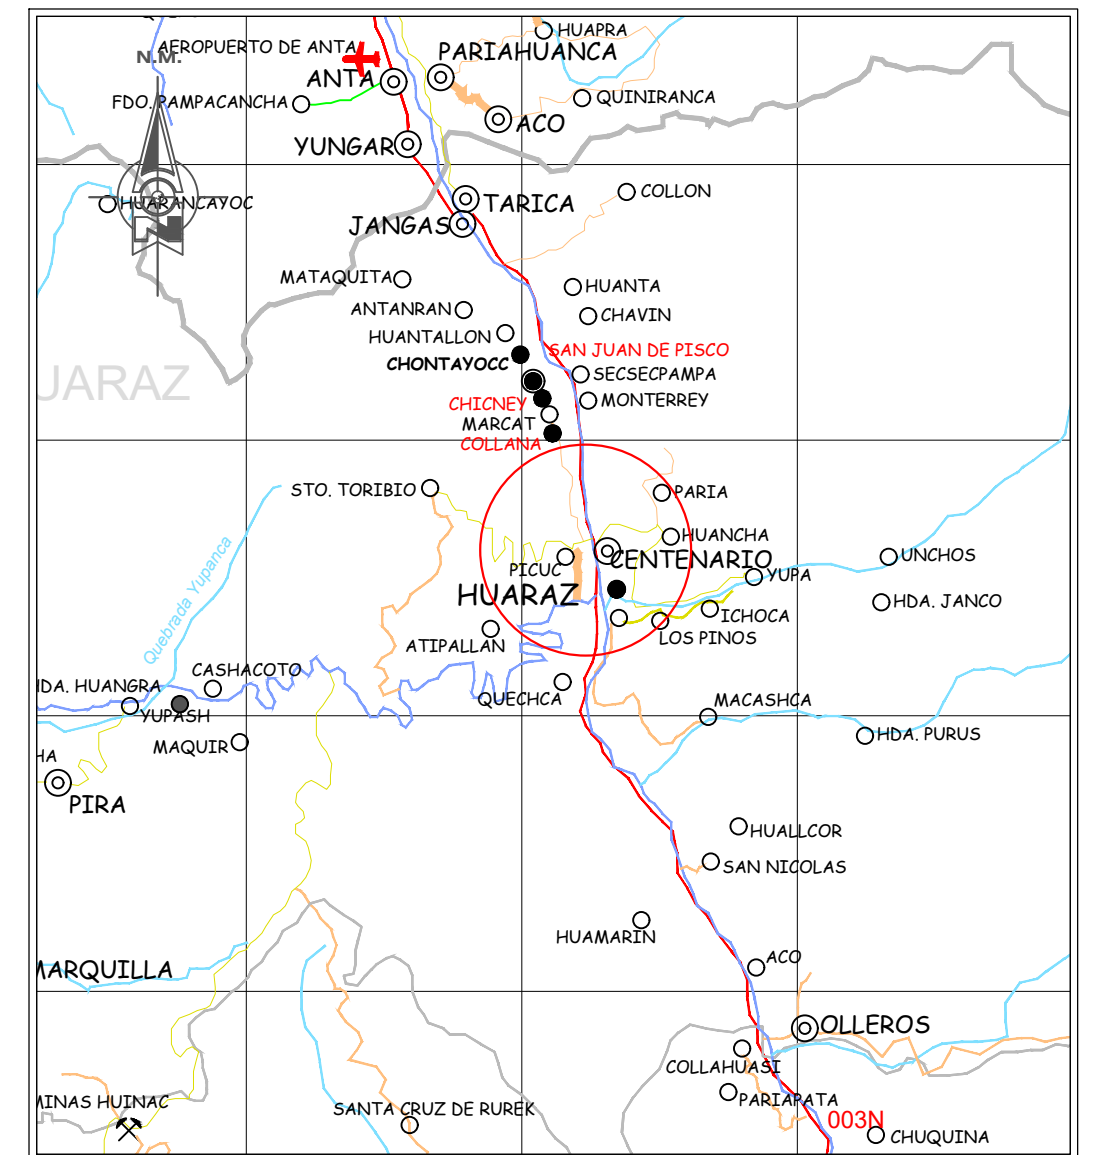 HUAPRA
AEROPUERTO DE ANTA
PARIAHUANCA
N.M.
ANTA
FDO. PAMPACANCHA
QUINIRANCA
ACO
YUNGAR
COLLON
HUARANCAYOC
TARICA
JANGAS
N
MATAQUITA
HUANTA
ANTANRAN
CHAVIN
HUANTALLON
SAN JUAN DE PISCO
CHONTAYOCC
SECSECPAMPA
UARAZ
CHICNEY
MONTERREY
MARCAT
COLLANA
STO. TORIBIO
PARIA
HUANCHA
CENTENARIO
UNCHOS
PICUC
YUPA
HUARAZ
HDA. JANCO
Quebrada Yupanca
ICHOCA
LOS PINOS
ATIPALLAN
CASHACOTO
IDA. HUANGRA
QUECHCA
MACASHCA
YUPASH
HDA. PURUS
MAQUIR
HA
PIRA
HUALLCOR
SAN NICOLAS
HUAMARIN
ACO
MARQUILLA
OLLEROS
COLLAHUASI
PARIAPATA
MINAS HUINAC
SANTA CRUZ DE RUREK
003N
CHUQUINA